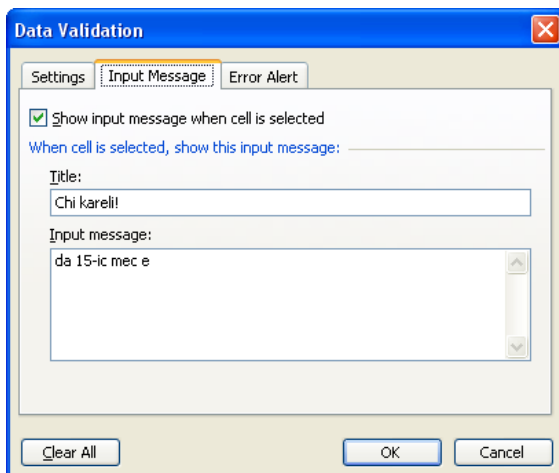 Data Validation
Settings Input Message Error Alert
Show input message when cell is selected
When cell is selected, show this input message:
Title:
Chi kareli!
Input message:
da 15-ic mec e
Clear All OK Cancel